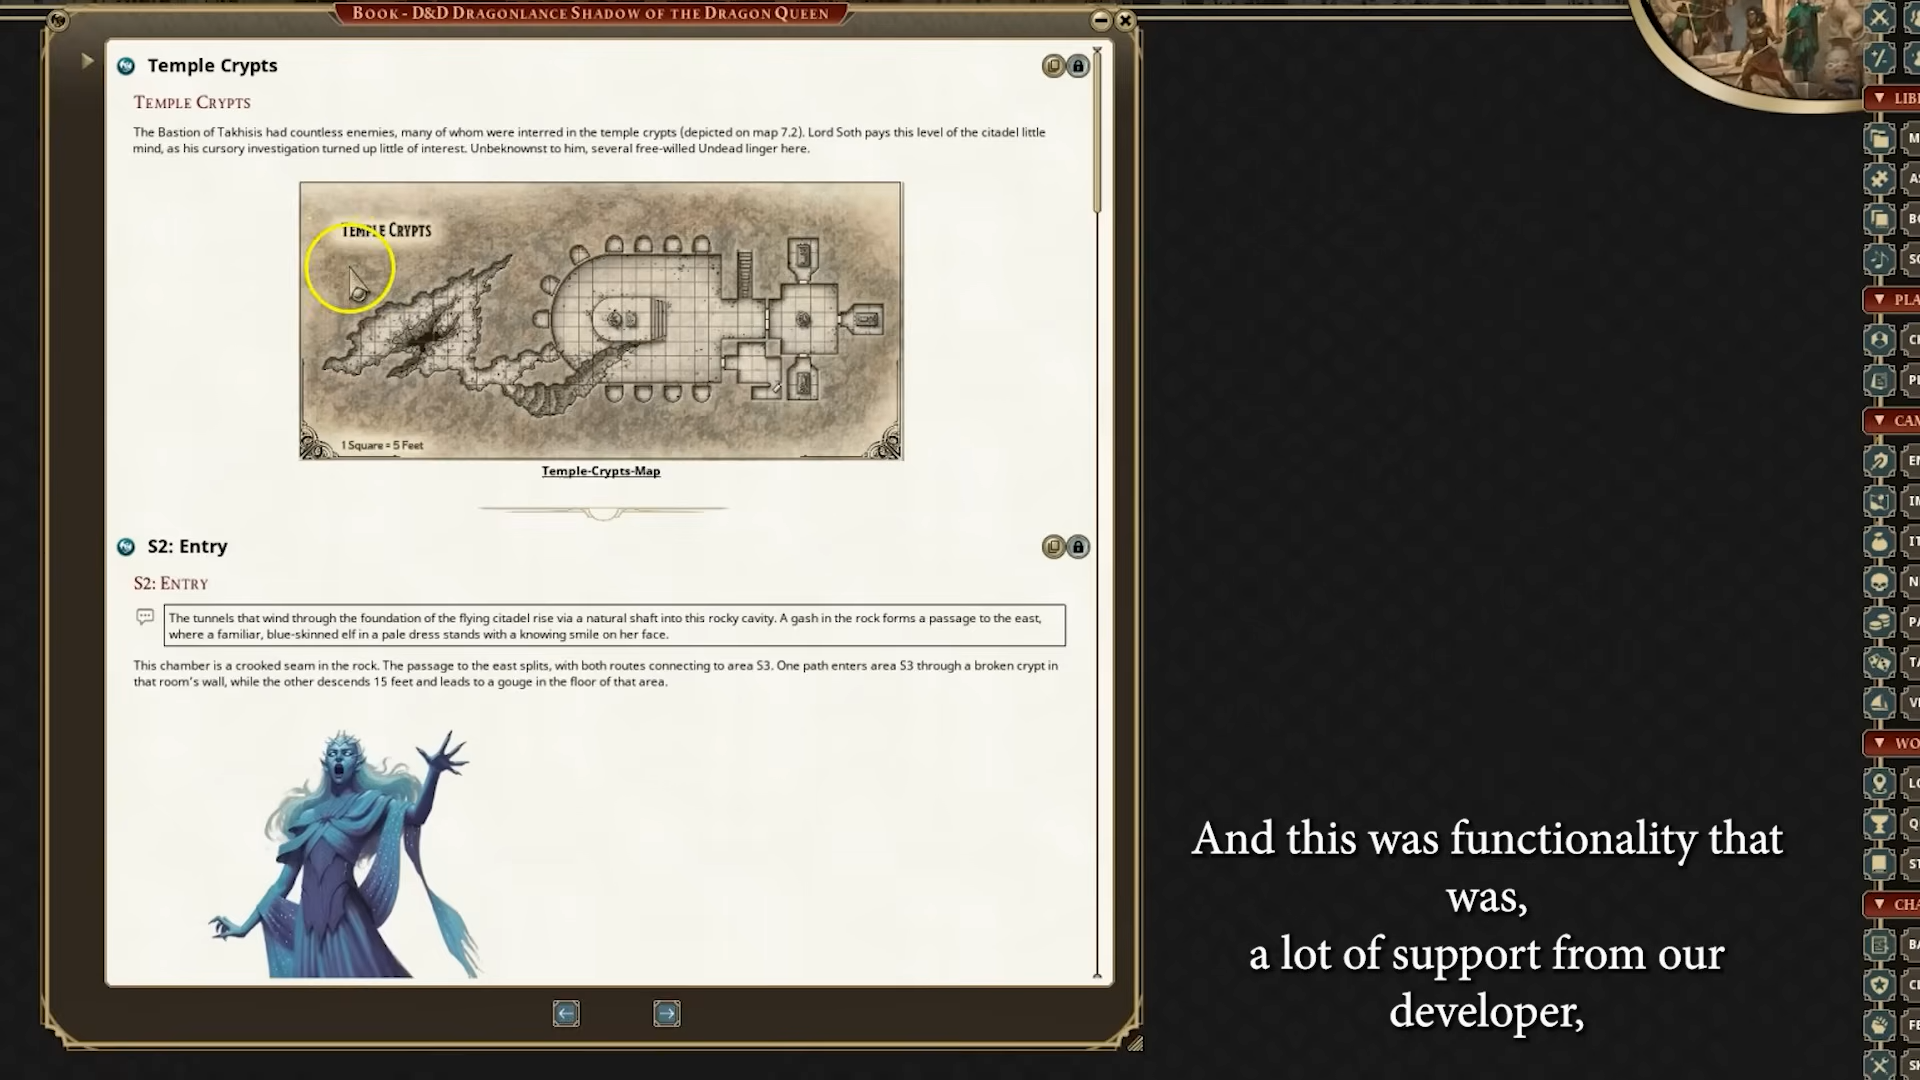 Book - D&D Dragonlance Shadow of the Dragon Queen
Temple Crypts
Temple Crypts
The Bastion of Takhisis had countless enemies, many of whom were interred in the temple crypts (depicted on map 7.2). Lord Soth pays this level of the citadel little
mind, as his cursory investigation turned up little of interest. Unbeknownst to him, several free-willed Undead linger here.
Temple Crypts
1 Square = 5 Feet
Temple-Crypts-Map
S2: Entry
S2: Entry
The tunnels that wind through the foundation of the flying citadel rise via a natural shaft into this rocky cavity. A gash in the rock forms a passage to the east,
where a familiar, blue-skinned elf in a pale dress stands with a knowing smile on her face.
This chamber is a crooked seam in the rock. The passage to the east splits, with both routes connecting to area S3. One path enters area S3 through a broken crypt in
that room's wall, while the other descends 15 feet and leads to a gouge in the floor of that area.
And this was functionality that
was,
a lot of support from our
developer,